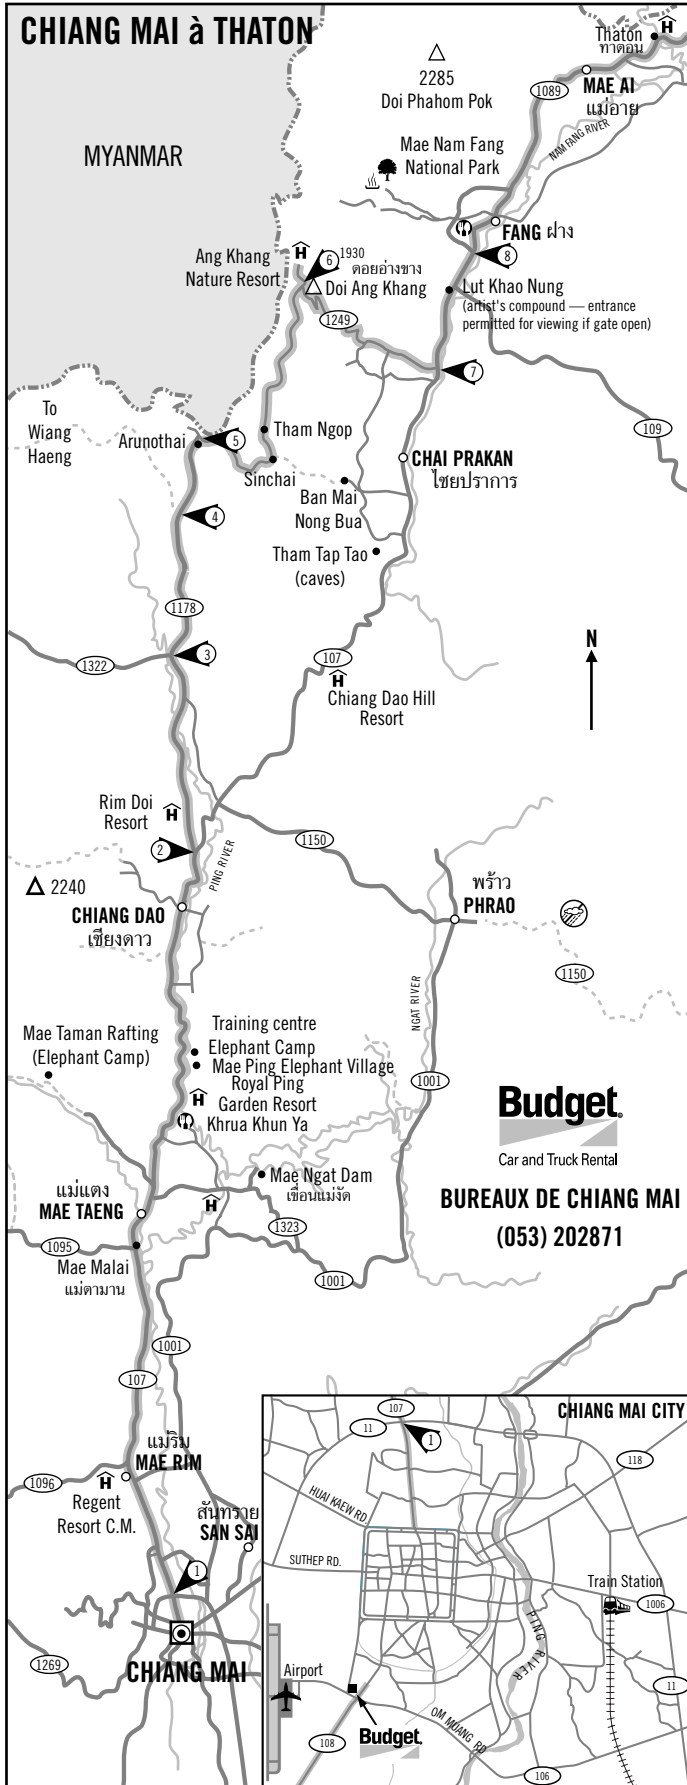 CHIANG MAI à THATON
Thaton
ทาตอน
2285
Doi Phahom Pok
1089
MAE AI
แม่อาย
MYANMAR
NAM FANG RIVER
Mae Nam Fang
National Park
FANG ฝาง
8
Ang Khang
Nature Resort
6
1930
ดอยอ่างขาง
Doi Ang Khang
Lut Khao Nung
(artist's compound — entrance
permitted for viewing if gate open)
1249
7
To
Wiang
Haeng
Arunothai
5
Tham Ngop
109
Sinchai
CHAI PRAKAN
ไชยปราการ
Ban Mai
Nong Bua
4
Tham Tap Tao
(caves)
1178
3
1322
107
N
Chiang Dao Hill
Resort
Rim Doi
Resort
2
1150
PING RIVER
2240
CHIANG DAO
เชียงดาว
พร้าว
PHRAO
1150
NGAT RIVER
Mae Taman Rafting
(Elephant Camp)
Training centre
Elephant Camp
Mae Ping Elephant Village
Royal Ping
Garden Resort
Khrua Khun Ya
1001
Budget
Car and Truck Rental
Mae Ngat Dam
เขื่อนแม่งัด
แม่แตง
MAE TAENG
BUREAUX DE CHIANG MAI
(053) 202871
1323
1095
Mae Malai
แม่ตามาน
1001
1001
107
CHIANG MAI CITY
107
11
1
118
แมริม
MAE RIM
1096
Regent
Resort C.M.
สันทราย
SAN SAI
HUAI KAEW RD.
SUTHEP RD.
1
Train Station
1006
PING RIVER
CHIANG MAI
1269
Airport
11
OM MUANG RD
108
Budget
106